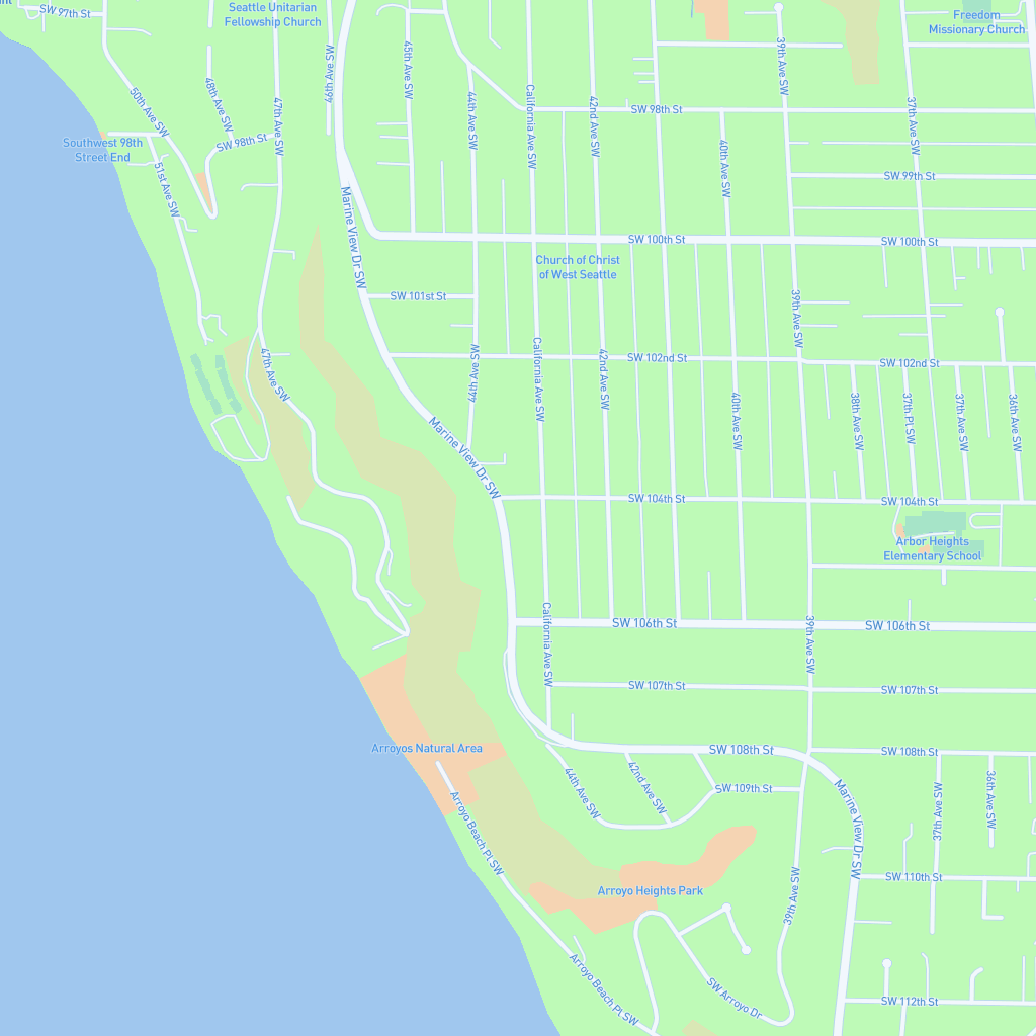 SW 97th St
Seattle Unitarian
Fellowship Church
46th Ave SW
45th Ave SW
39th Ave SW
Freedom
Missionary Church
50th Ave SW
48th Ave SW
47th Ave SW
44th Ave SW
California Ave SW
42nd Ave SW
SW 98th St
37th Ave SW
Southwest 98th
Street End
SW 98th St
40th Ave SW
51st Ave SW
SW 99th St
Marine View Dr SW
SW 100th St
SW 100th St
Church of Christ
of West Seattle
SW 101st St
39th Ave SW
47th Ave SW
44th Ave SW
California Ave SW
42nd Ave SW
SW 102nd St
SW 102nd St
40th Ave SW
38th Ave SW
37th Pl SW
37th Ave SW
36th Ave SW
Marine View Dr SW
SW 104th St
SW 104th St
Arbor Heights
Elementary School
California Ave SW
SW 106th St
39th Ave SW
SW 106th St
SW 107th St
SW 107th St
Arroyos Natural Area
SW 108th St
SW 108th St
44th Ave SW
42nd Ave SW
SW 109th St
Marine View Dr SW
37th Ave SW
36th Ave SW
Arroyo Beach Pl SW
Arroyo Heights Park
39th Ave SW
SW 110th St
Arroyo Beach Pl SW
SW Arroyo Dr
SW 112th St